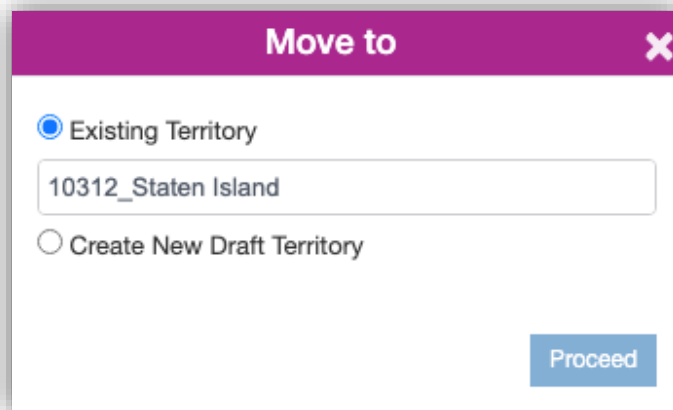 Move to
Existing Territory
10312_Staten Island
Create New Draft Territory
Proceed